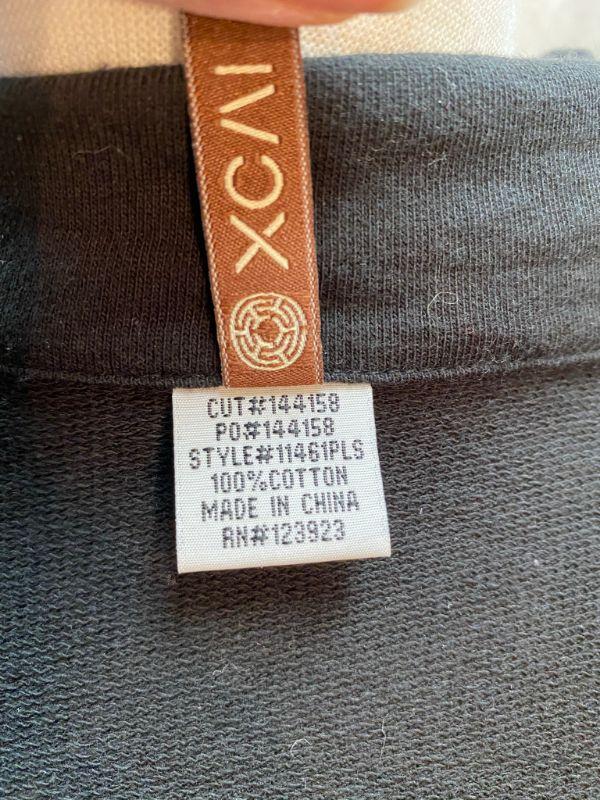 XCVI
CUT#144158
PO#144158
STYLE#11461PLS
100%COTTON
MADE IN CHINA
RN#123923